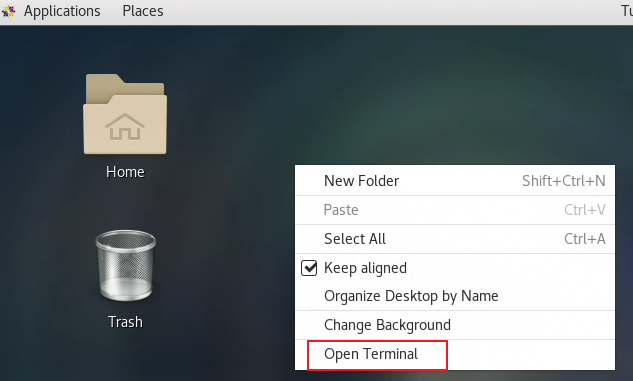 Applications Places Tu
Home
Trash
New Folder Shift+Ctrl+N
Paste Ctrl+V
Select All Ctrl+A
Keep aligned
Organize Desktop by Name
Change Background
Open Terminal